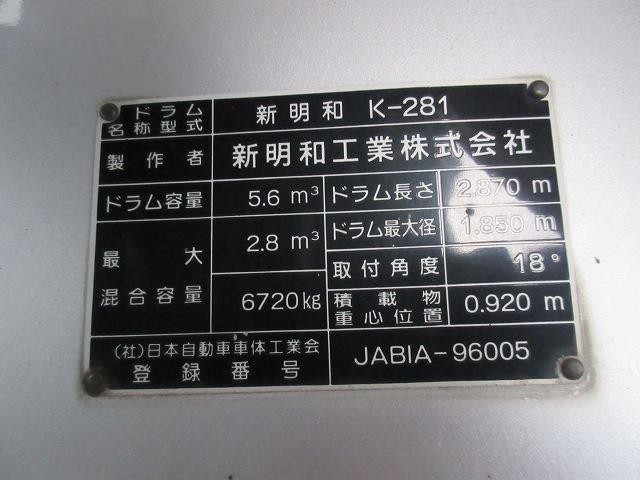 ドラム
名称型式
新明和 K-281
製作者
新明和工業株式会社
ドラム容量
5.6 m³
ドラム長さ
2.870 m
最大
混合容量
2.8 m³
6720kg
ドラム最大径
1.850 m
取付角度
18°
積載物
重心位置
0.920 m
(社)日本自動車車体工業会
登録番号
JABIA-96005